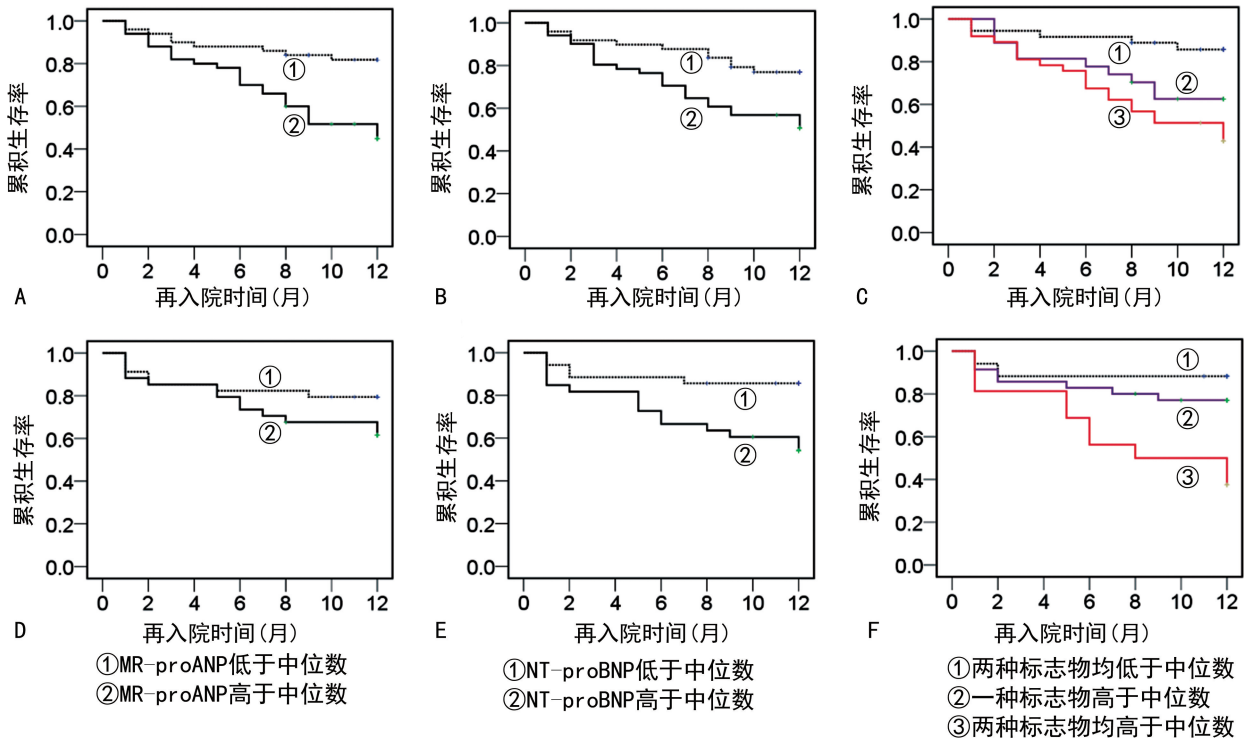 累积生存率
1.0
0.8
0.6
0.4
0.2
0.0
①
②
0 2 4 6 8 10 12
A 再入院时间(月)
累积生存率
1.0
0.8
0.6
0.4
0.2
0.0
①
②
0 2 4 6 8 10 12
B 再入院时间(月)
累积生存率
1.0
0.8
0.6
0.4
0.2
0.0
①
②
③
0 2 4 6 8 10 12
C 再入院时间(月)
累积生存率
1.0
0.8
0.6
0.4
0.2
0.0
①
②
0 2 4 6 8 10 12
D 再入院时间(月)
①MR-proANP低于中位数
②MR-proANP高于中位数
累积生存率
1.0
0.8
0.6
0.4
0.2
0.0
①
②
0 2 4 6 8 10 12
E 再入院时间(月)
①NT-proBNP低于中位数
②NT-proBNP高于中位数
累积生存率
1.0
0.8
0.6
0.4
0.2
0.0
①
②
③
0 2 4 6 8 10 12
F 再入院时间(月)
①两种标志物均低于中位数
②一种标志物高于中位数
③两种标志物均高于中位数